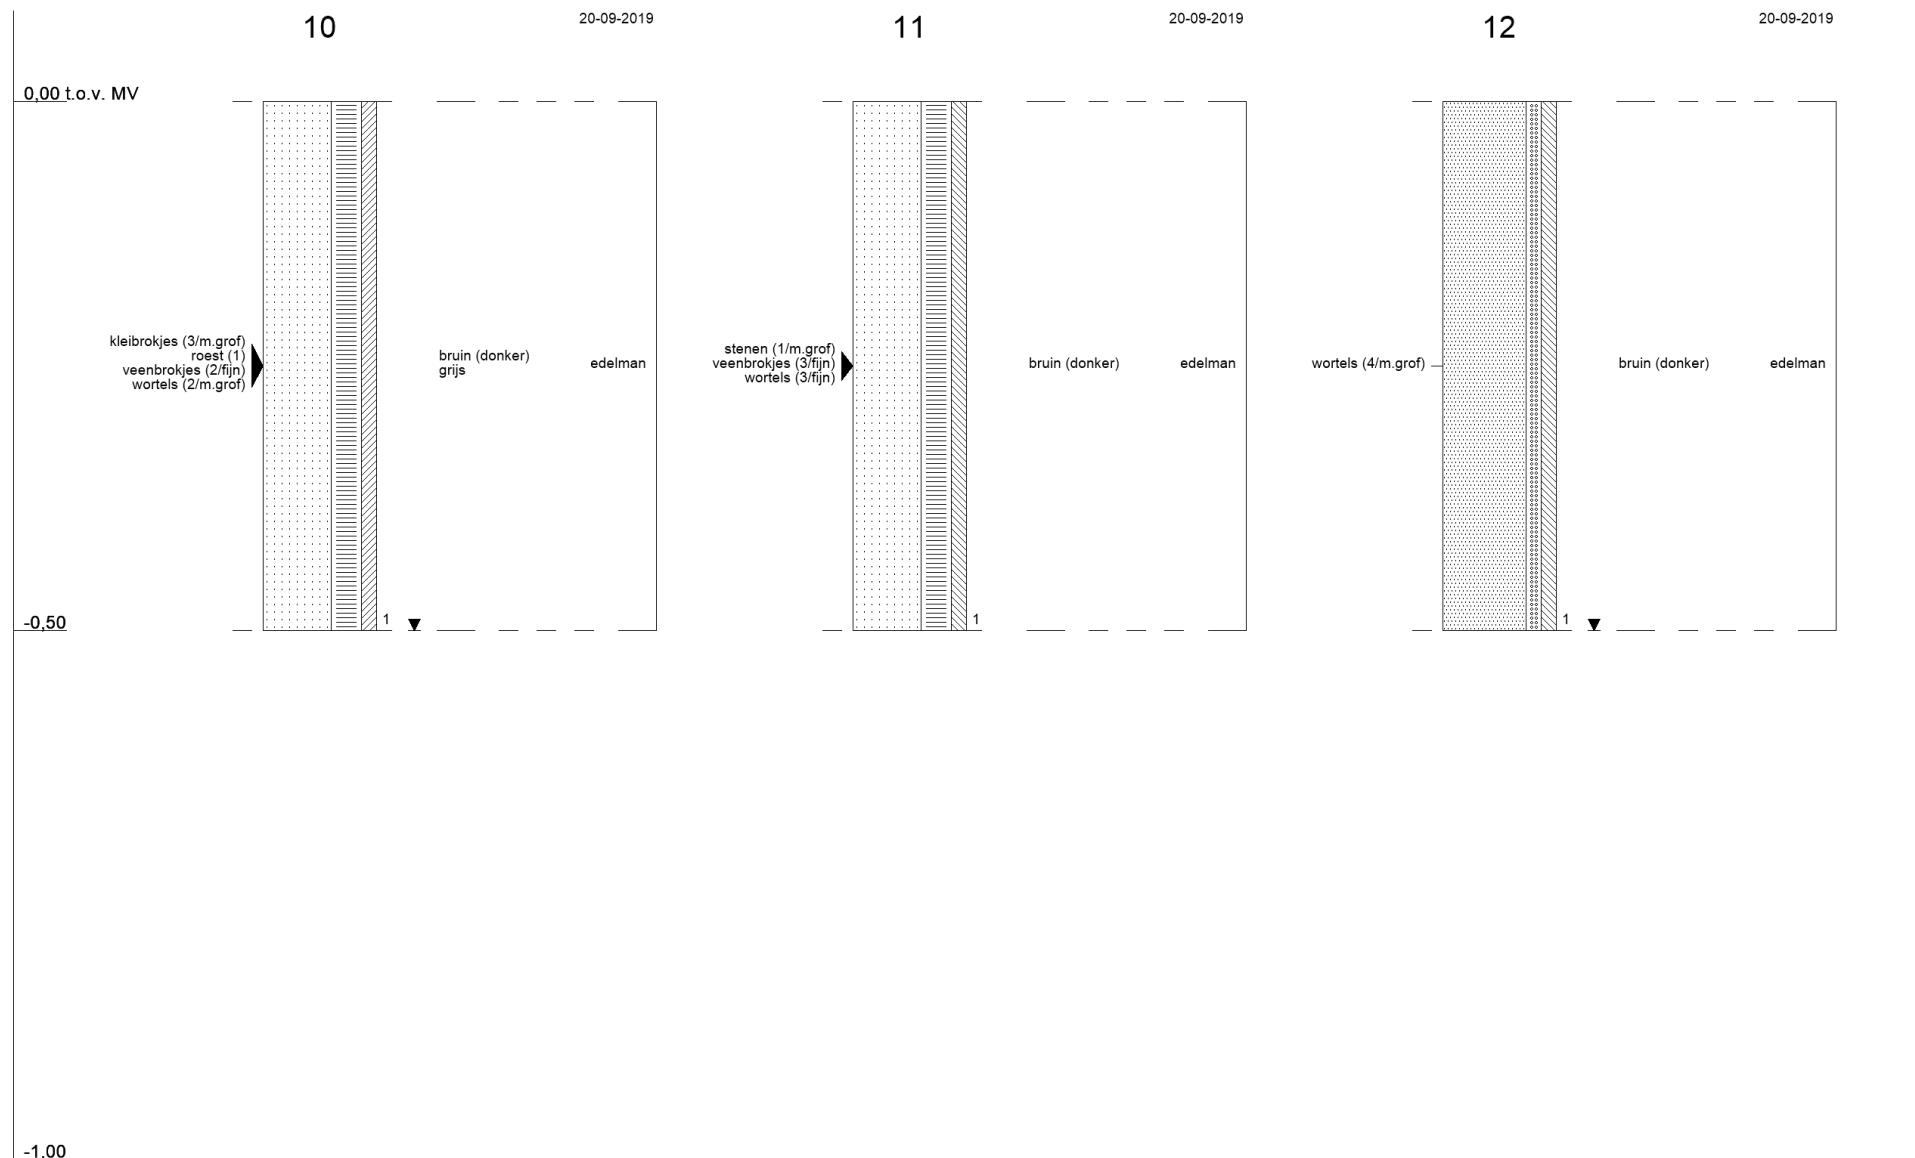 10
20-09-2019
11
20-09-2019
12
20-09-2019
0,00 t.o.v. MV
kleibrokjes (3/m.grof)
roest (1)
veenbrokjes (2/fijn)
wortels (2/m.grof)
bruin (donker)
grijs
edelman
stenen (1/m.grof)
veenbrokjes (3/fijn)
wortels (3/fijn)
bruin (donker)
edelman
wortels (4/m.grof)
bruin (donker)
edelman
-0,50
1
1
1
-1,00